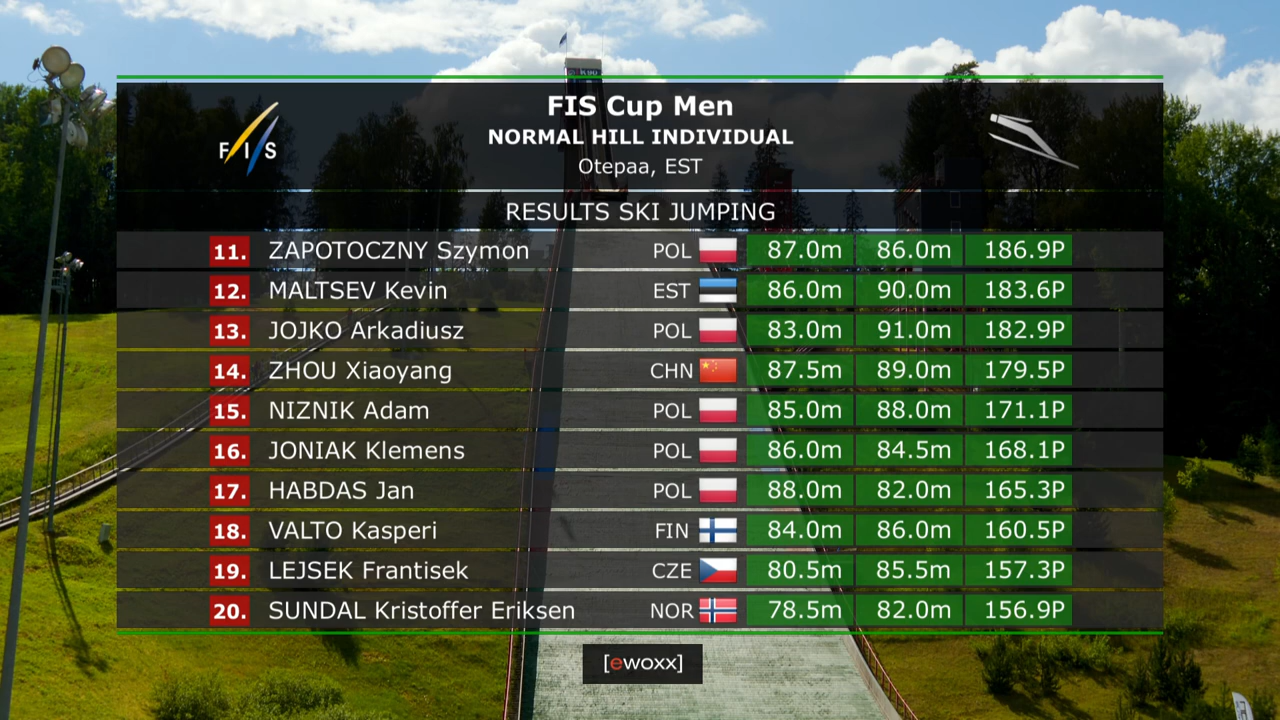 FIS Cup Men
NORMAL HILL INDIVIDUAL
FIS
Otepaa, EST
RESULTS SKI JUMPING
11. ZAPOTOCZNY Szymon POL 87.0m 86.0m 186.9P
12. MALTSEV Kevin EST 86.0m 90.0m 183.6P
13. JOJKO Arkadiusz POL 83.0m 91.0m 182.9P
14. ZHOU Xiaoyang CHN 87.5m 89.0m 179.5P
15. NIZNIK Adam POL 85.0m 88.0m 171.1P
16. JONIAK Klemens POL 86.0m 84.5m 168.1P
17. HABDAS Jan POL 88.0m 82.0m 165.3P
18. VALTO Kasperi FIN 84.0m 86.0m 160.5P
19. LEJSEK Frantisek CZE 80.5m 85.5m 157.3P
20. SUNDAL Kristoffer Eriksen NOR 78.5m 82.0m 156.9P
[ewoxx]